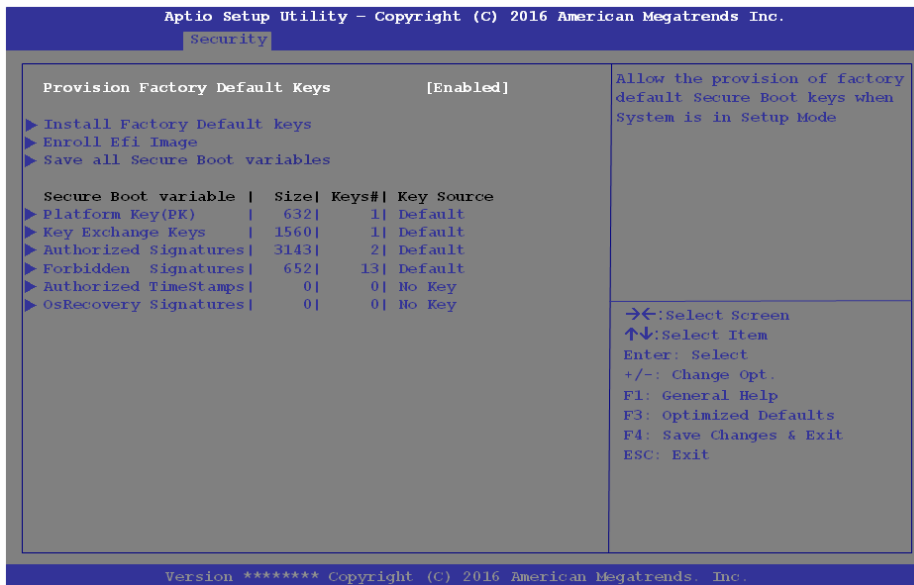 Aptio Setup Utility – Copyright (C) 2016 American Megatrends Inc.
Security
Provision Factory Default Keys [Enabled]
▶ Install Factory Default keys
▶ Enroll Efi Image
▶ Save all Secure Boot variables
Secure Boot variable | Size| Keys#| Key Source
▶ Platform Key(PK) | 632| 1| Default
▶ Key Exchange Keys | 1560| 1| Default
▶ Authorized Signatures| 3143| 2| Default
▶ Forbidden Signatures| 652| 13| Default
▶ Authorized TimeStamps| 0| 0| No Key
▶ OsRecovery Signatures| 0| 0| No Key
Allow the provision of factory
default Secure Boot keys when
System is in Setup Mode
→←:Select Screen
↑↓:Select Item
Enter: Select
+/-: Change Opt.
F1: General Help
F3: Optimized Defaults
F4: Save Changes & Exit
ESC: Exit
Version ******** Copyright (C) 2016 American Megatrends. Inc.